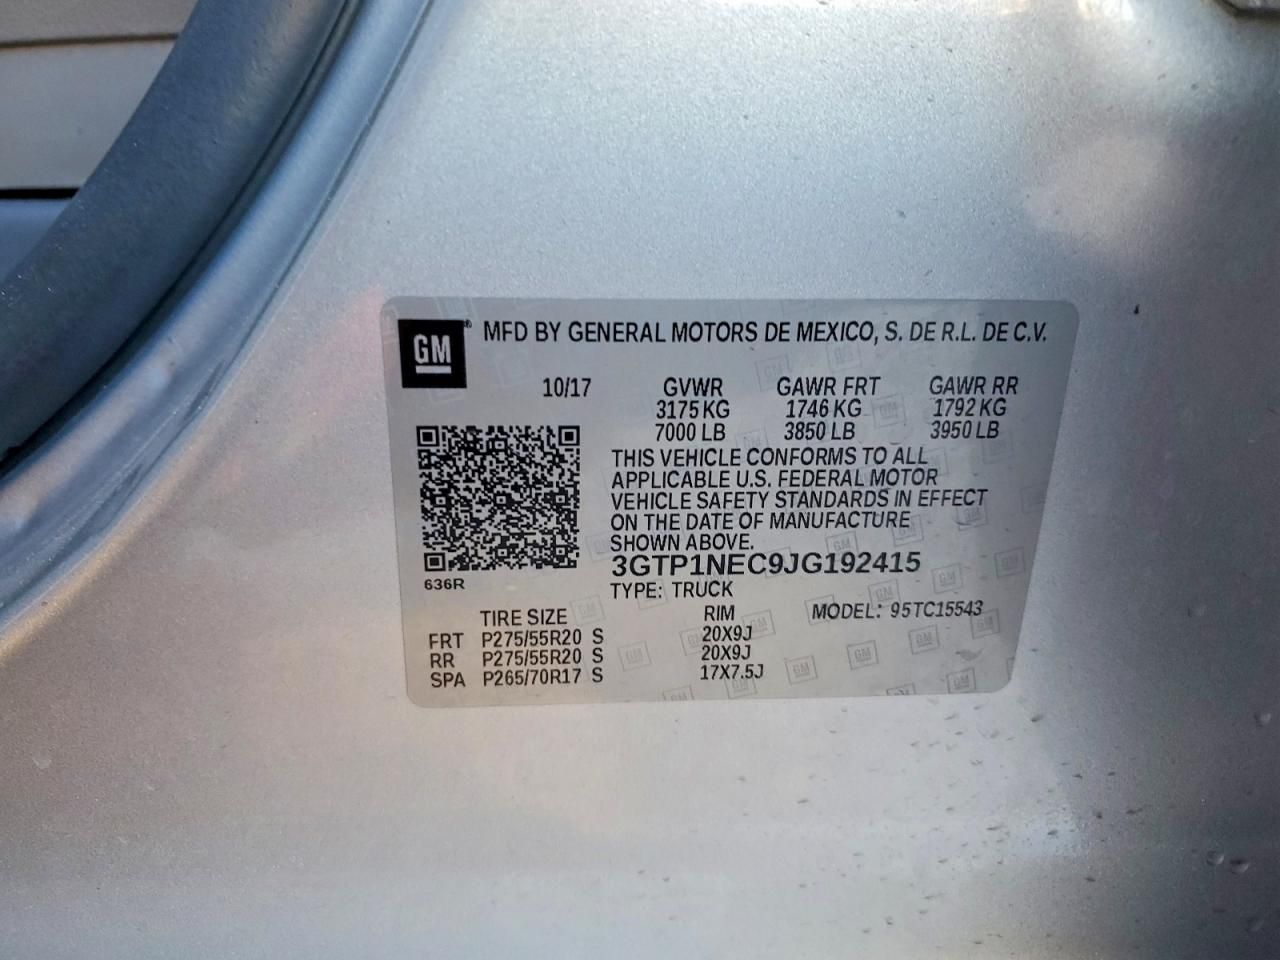 GM ® MFD BY GENERAL MOTORS DE MEXICO, S. DE R.L. DE C.V.
10/17 GVWR GAWR FRT GAWR RR
3175 KG 1746 KG 1792 KG
7000 LB 3850 LB 3950 LB
THIS VEHICLE CONFORMS TO ALL
APPLICABLE U.S. FEDERAL MOTOR
VEHICLE SAFETY STANDARDS IN EFFECT
ON THE DATE OF MANUFACTURE
SHOWN ABOVE.
3GTP1NEC9JG192415
636R
TYPE: TRUCK
TIRE SIZE RIM MODEL: 95TC15543
FRT P275/55R20 S 20X9J
RR P275/55R20 S 20X9J
SPA P265/70R17 S 17X7.5J